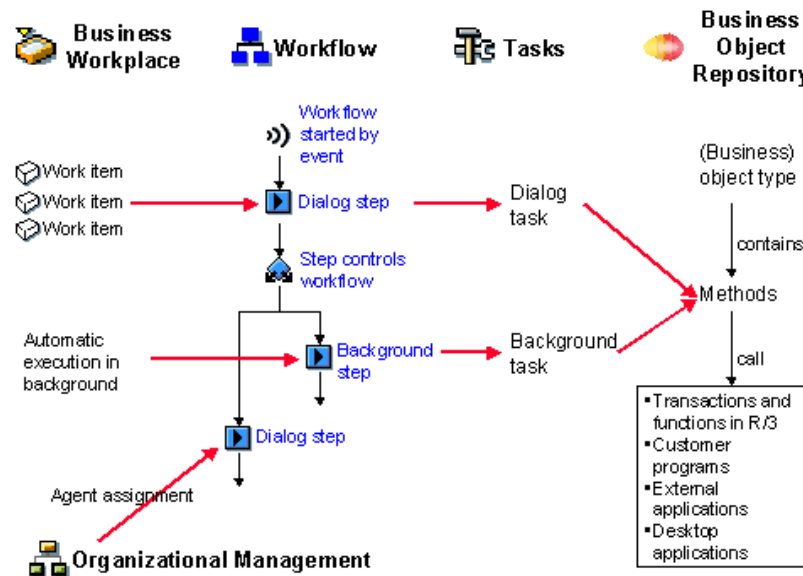 Business
Workplace
Workflow
Tasks
Business
Object
Repository
Workflow
started by
event
(Business)
object type
Work item
Work item
Work item
Dialog step
Dialog
task
contains
Step controls
workflow
Methods
Automatic
execution in
background
Background
step
Background
task
call
Transactions and
functions in R/3
Customer
programs
External
applications
Desktop
applications
Dialog step
Agent assignment
Organizational Management